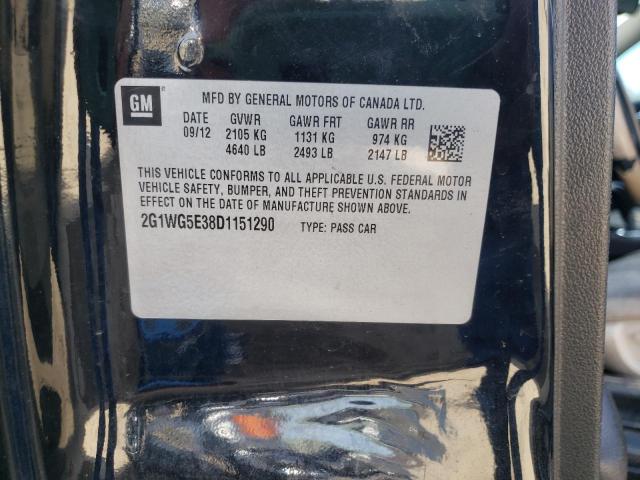 GM
MFD BY GENERAL MOTORS OF CANADA LTD.
DATE GVWR GAWR FRT GAWR RR
09/12 2105 KG 1131 KG 974 KG
4640 LB 2493 LB 2147 LB
THIS VEHICLE CONFORMS TO ALL APPLICABLE U.S. FEDERAL MOTOR
VEHICLE SAFETY, BUMPER, AND THEFT PREVENTION STANDARDS IN
EFFECT ON THE DATE OF MANUFACTURE SHOWN ABOVE.
2G1WG5E38D1151290 TYPE: PASS CAR